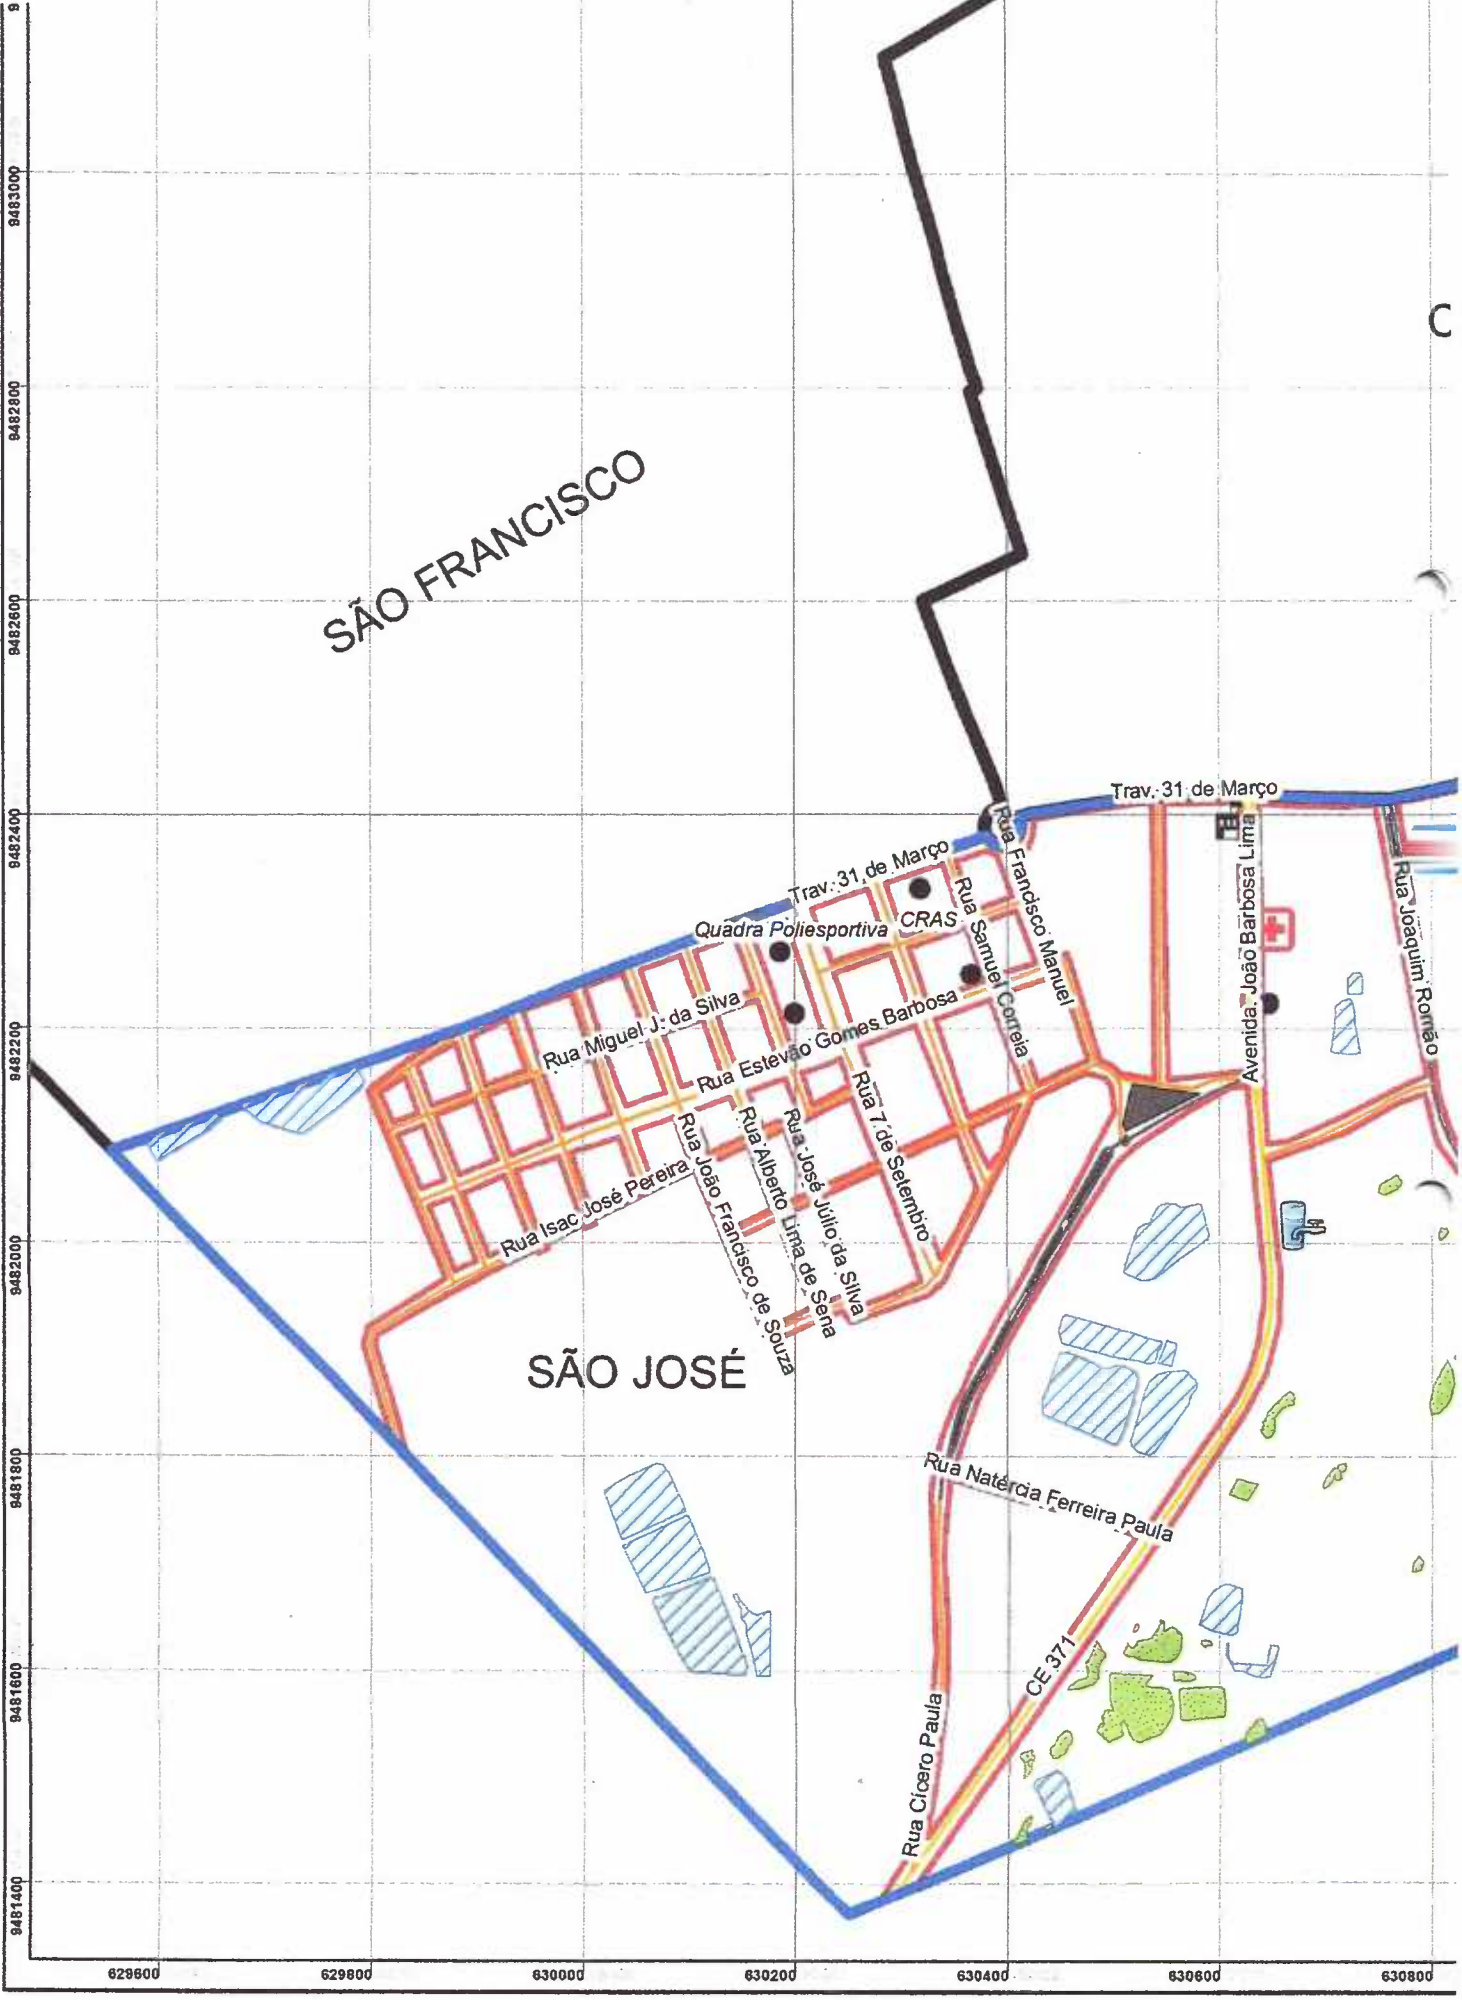 9483000
9482800
9482600
9482400
9482200
9482000
9481800
9481600
9481400
SÃO FRANCISCO
Trav. 31 de Março
Rua Francisco Manuel
Trav. 31 de Março
Avenida João Barbosa Lima
Rua Joaquim Romão
Quadra Poliesportiva
CRAS
Rua Samuel Correia
Rua Miguel J. da Silva
Rua Estevão Gomes Barbosa
Rua 7 de Setembro
Rua José Júlio da Silva
Rua Alberto Lima de Sena
Rua João Francisco de Souza
Rua Isac José Pereira
SÃO JOSÉ
Rua Natércia Ferreira Paula
CE 371
Rua Cícero Paula
629600 629800 630000 630200 630400 630600 630800